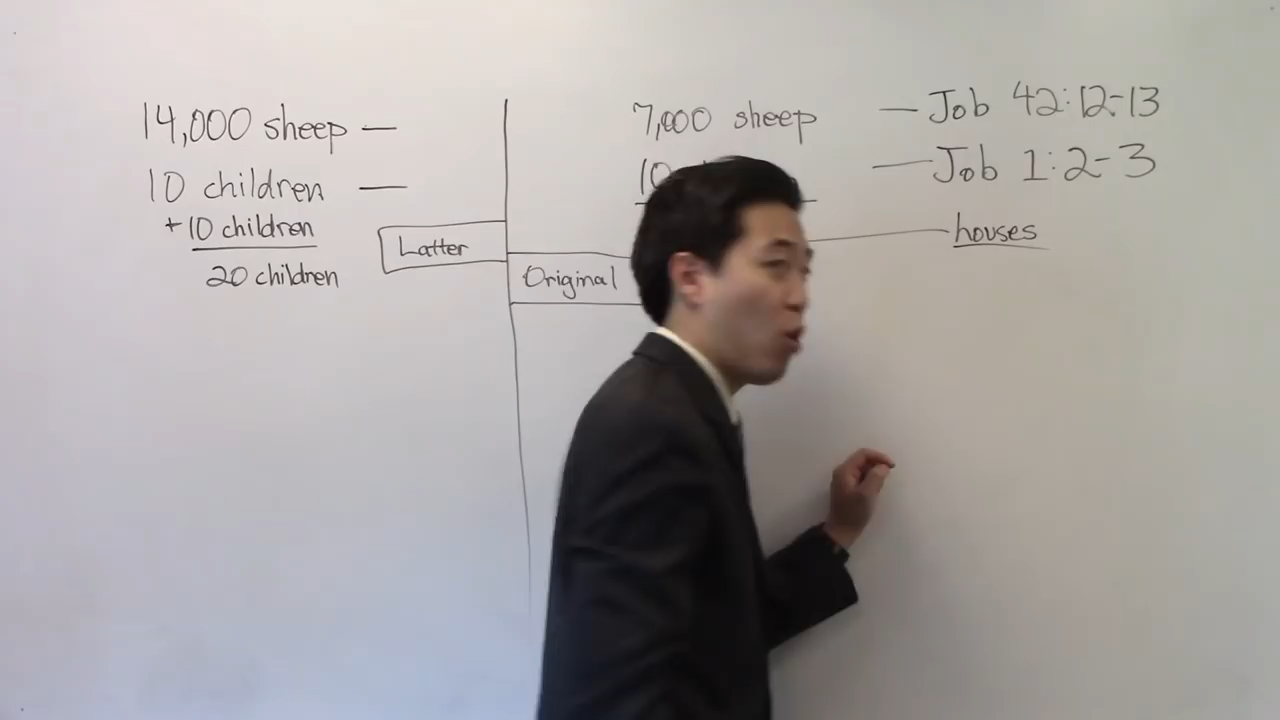 14,000 sheep —
10 children —
+ 10 children
20 children
Latter
Original
7,000 sheep
10
— Job 42:12-13
— Job 1:2-3
houses